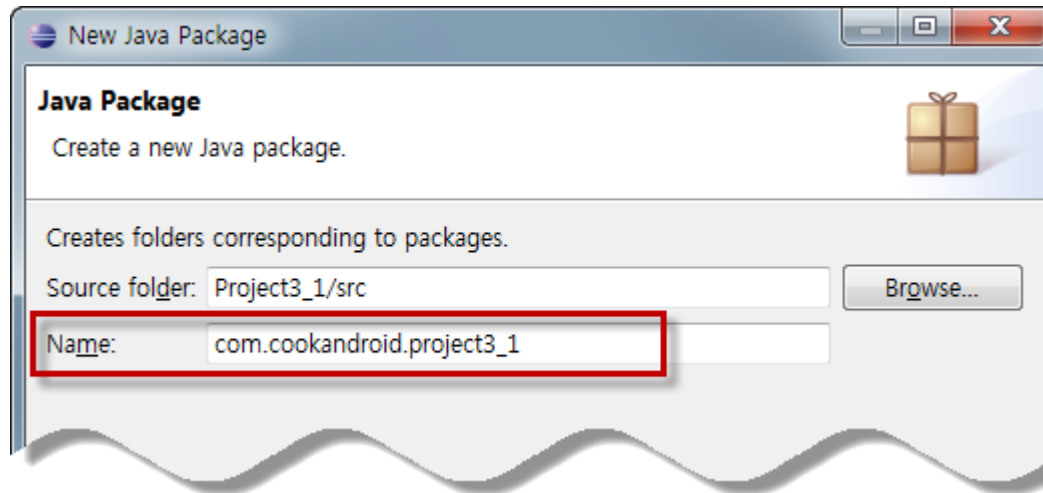 New Java Package
Java Package
Create a new Java package.
Creates folders corresponding to packages.
Source folder: Project3_1/src Browse...
Name: com.cookandroid.project3_1